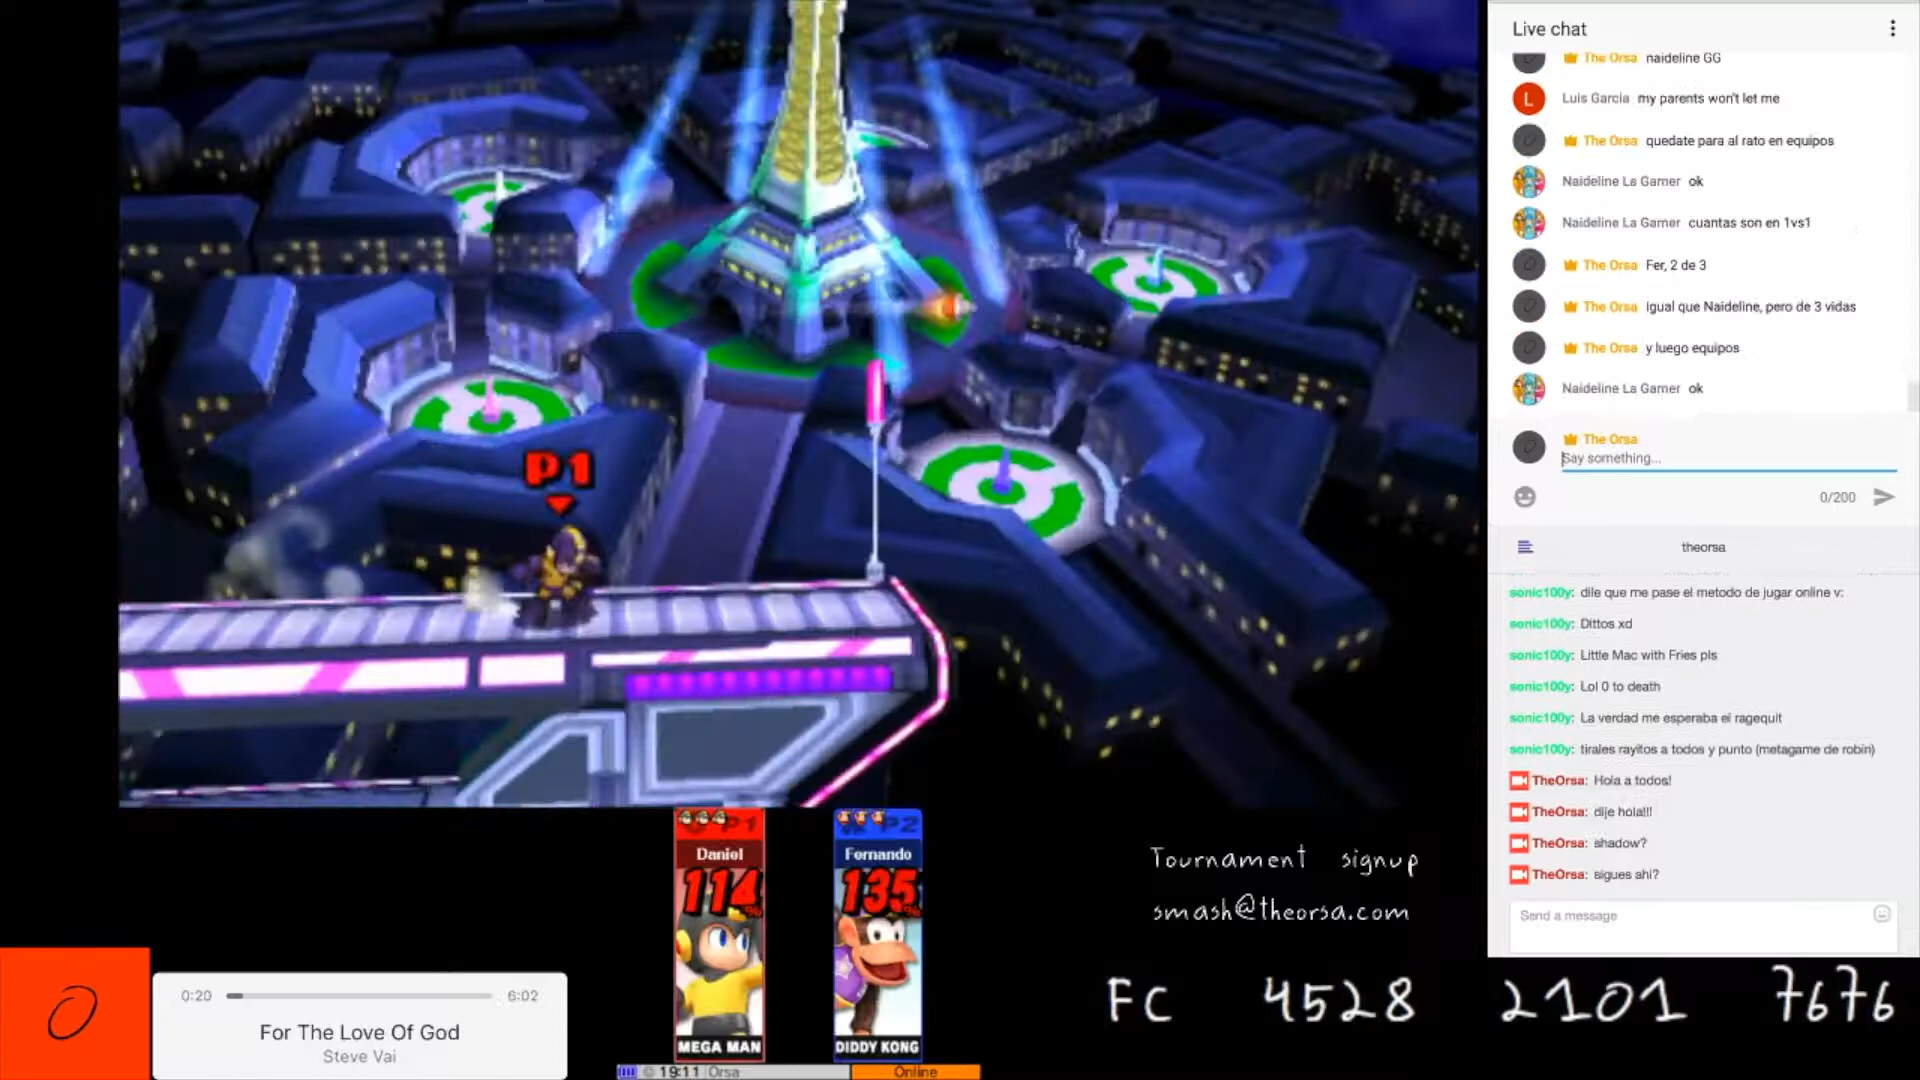 Live chat
The Orsa naideline GG
L Luis Garcia my parents won't let me
The Orsa quedate para al rato en equipos
Naideline La Gamer ok
Naideline La Gamer cuantas son en 1vs1
The Orsa Fer, 2 de 3
The Orsa igual que Naideline, pero de 3 vidas
The Orsa y luego equipos
Naideline La Gamer ok
The Orsa
Say something...
0/200
theorsa
sonic100y: dile que me pase el metodo de jugar online v:
sonic100y: Dittos xd
sonic100y: Little Mac with Fries pls
sonic100y: Lol 0 to death
sonic100y: La verdad me esperaba el ragequit
sonic100y: tirales rayitos a todos y punto (metagame de robin)
TheOrsa: Hola a todos!
TheOrsa: dije hola!!!
TheOrsa: shadow?
TheOrsa: sigues ahi?
Send a message
P1
P1
Daniel
114%
MEGA MAN
P2
Fernando
135%
DIDDY KONG
19:11 Orsa Online
Tournament signup
smash@theorsa.com
FC 4528 2101 7676
0:20 6:02
For The Love Of God
Steve Vai